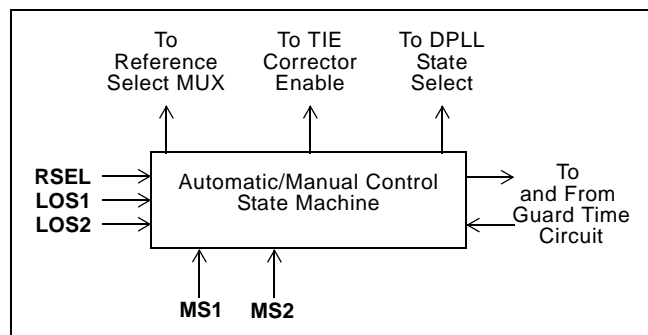 To
Reference
Select MUX
To TIE
Corrector
Enable
To DPLL
State
Select
RSEL
LOS1
LOS2
Automatic/Manual Control
State Machine
To
and From
Guard Time
Circuit
MS1
MS2